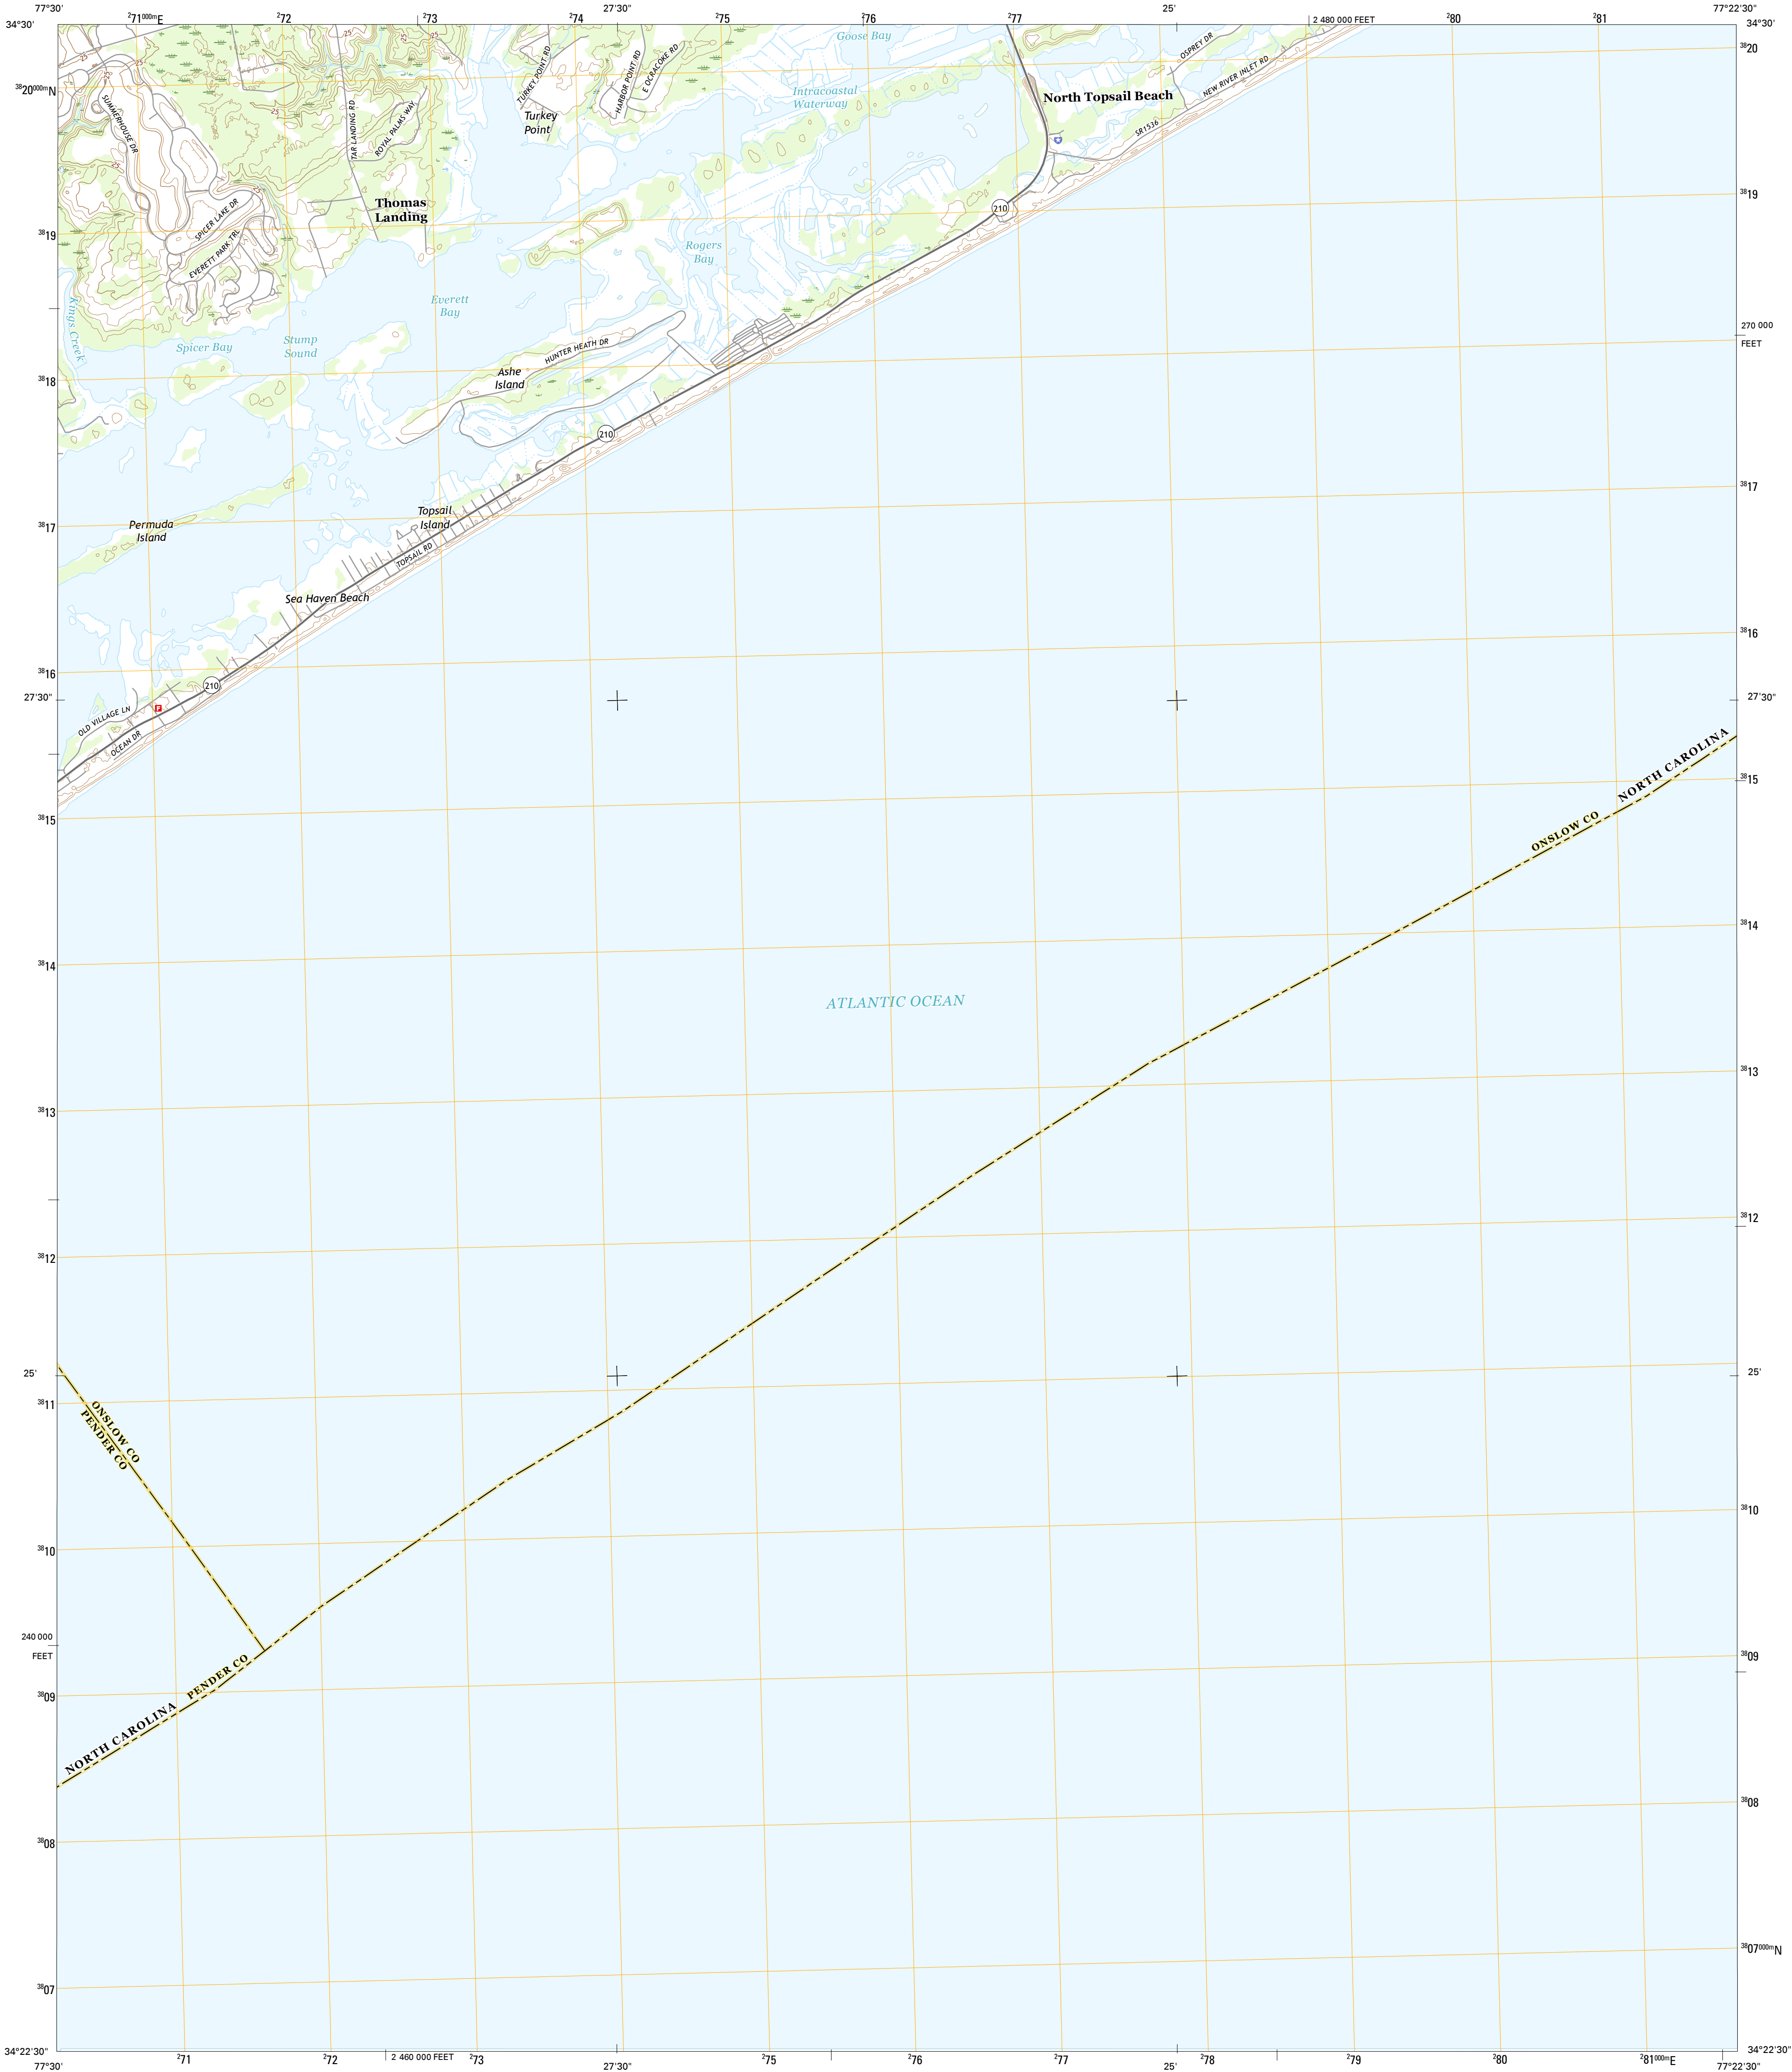 77°30'
²71000mE
²72
²73
²74
27'30"
²75
²76
²77
25'
2 480 000 FEET
²80
²81
77°22'30"
34°30'
34°30'
Goose Bay
OSPREY DR
3820
3820000mN
SUMMERHOUSE DR
TAR LANDING RD
ROYAL PALMS WAY
TURKEY POINT RD
HARBOR POINT RD
E OCRACOKE RD
Intracoastal
Waterway
North Topsail Beach
NEW RIVER INLET RD
SR1536
Turkey
Point
25
25
25
25
25
25
25
25
3819
Thomas
Landing
SPICER LAKE DR
EVERETT PARK TRL
210
3819
Rogers
Bay
Kings Creek
Everett
Bay
Spicer Bay
Stump
Sound
HUNTER HEATH DR
270 000
FEET
Ashe
Island
3818
3818
210
3817
Permuda
Island
Topsail
Island
3817
TOPSAIL RD
Sea Haven Beach
3816
3816
210
27'30"
27'30"
F
OLD VILLAGE LN
OCEAN DR
NORTH CAROLINA
3815
ONSLOW CO
3815
3814
3814
ATLANTIC OCEAN
3813
3813
3812
3812
25'
25'
3811
ONSLOW CO
PENDER CO
3810
3810
240 000
FEET
3809
PENDER CO
NORTH CAROLINA
3809
3808
3808
3807000mN
3807
34°22'30"
34°22'30"
77°30'
²71
²72
2 460 000 FEET
²73
27'30"
²75
²76
²77
25'
²78
²79
²80
²81000mE
77°22'30"